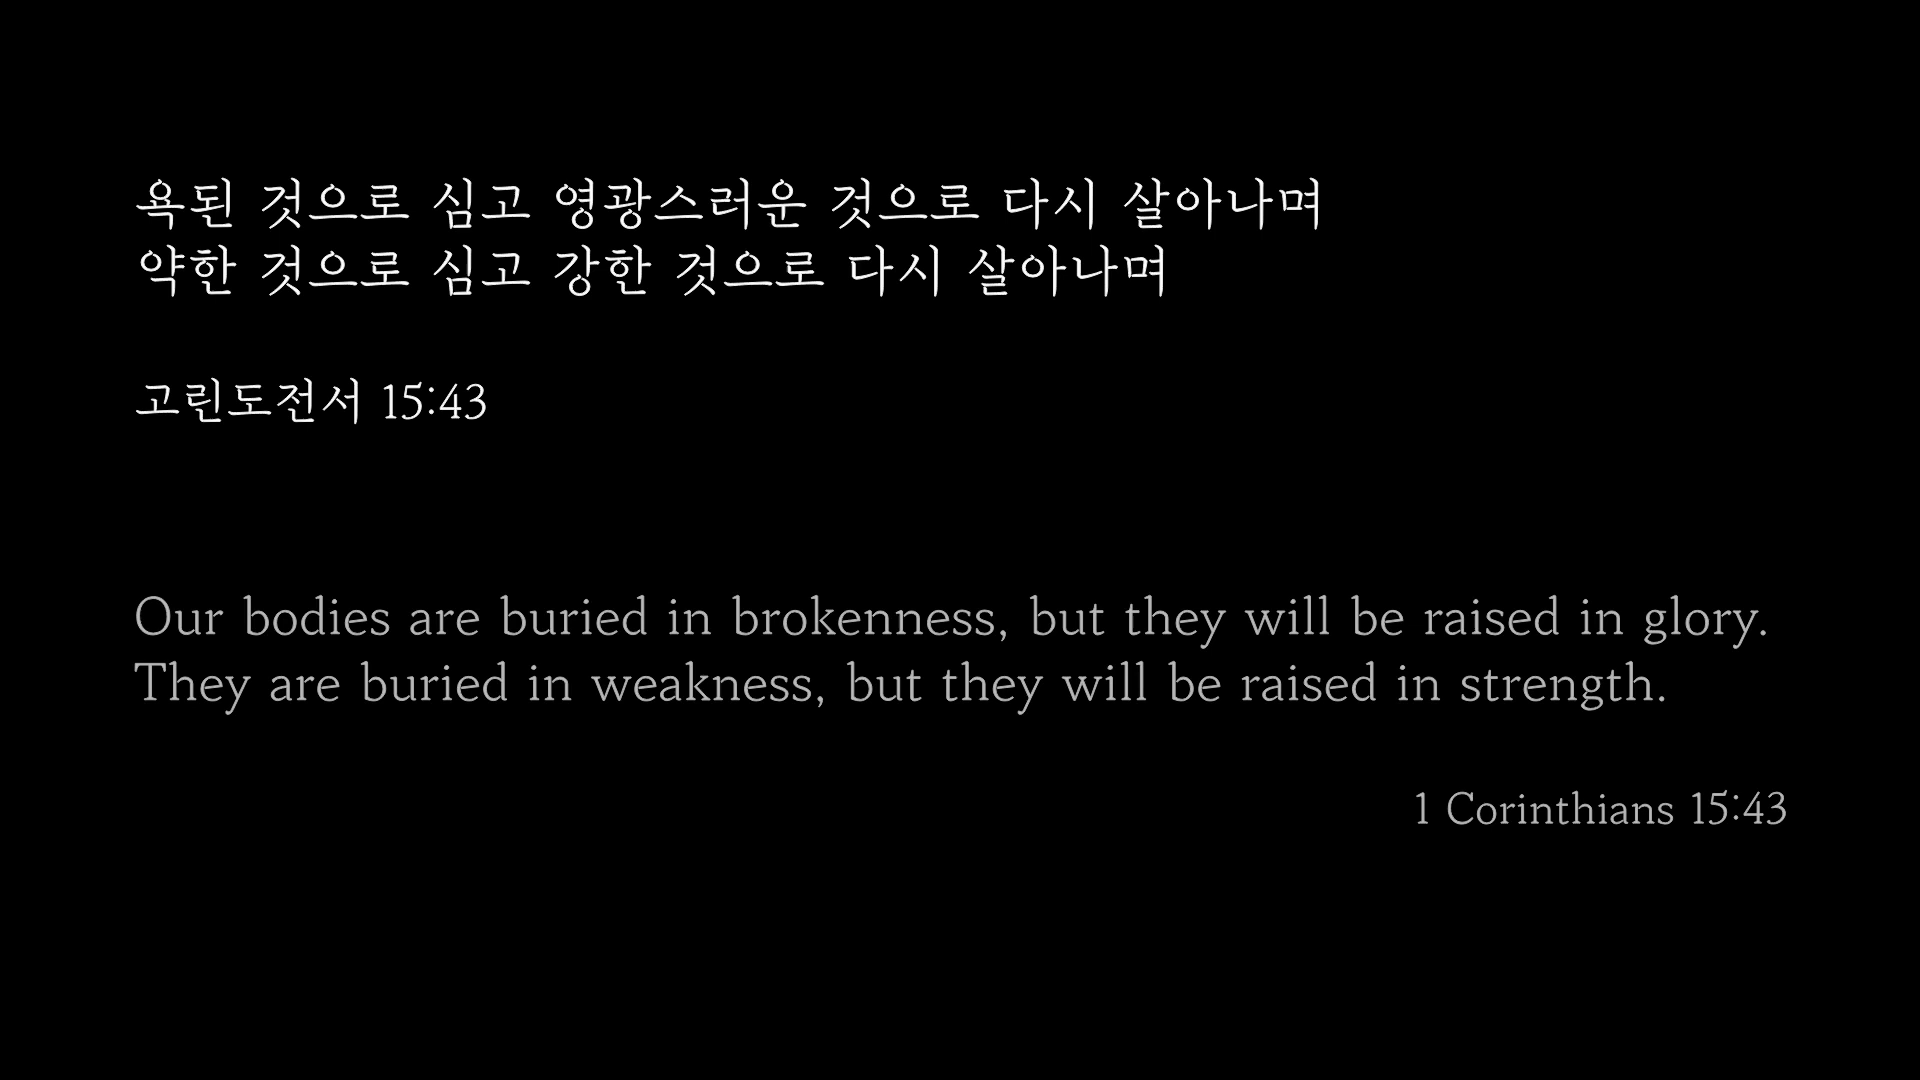 욕된 것으로 심고 영광스러운 것으로 다시 살아나며
약한 것으로 심고 강한 것으로 다시 살아나며
고린도전서 15:43
Our bodies are buried in brokenness, but they will be raised in glory.
They are buried in weakness, but they will be raised in strength.
1 Corinthians 15:43